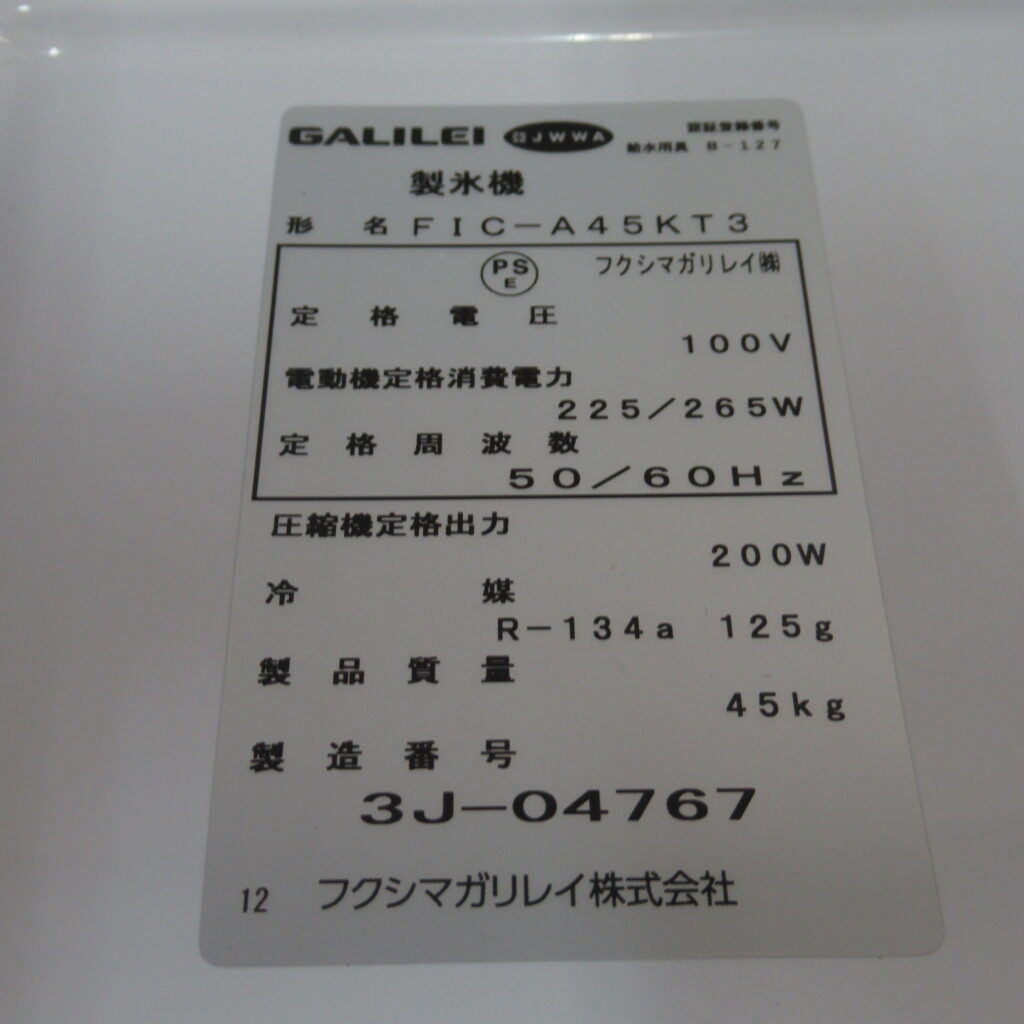 GALILEI JWWA 認証登録番号
給水用具 B-127
製氷機
形名 FIC-A45KT3
PS E フクシマガリレイ㈱
定格電圧
100V
電動機定格消費電力
225/265W
定格周波数
50/60Hz
圧縮機定格出力
200W
冷媒
R-134a 125g
製品質量
45kg
製造番号
3J-04767
12 フクシマガリレイ株式会社